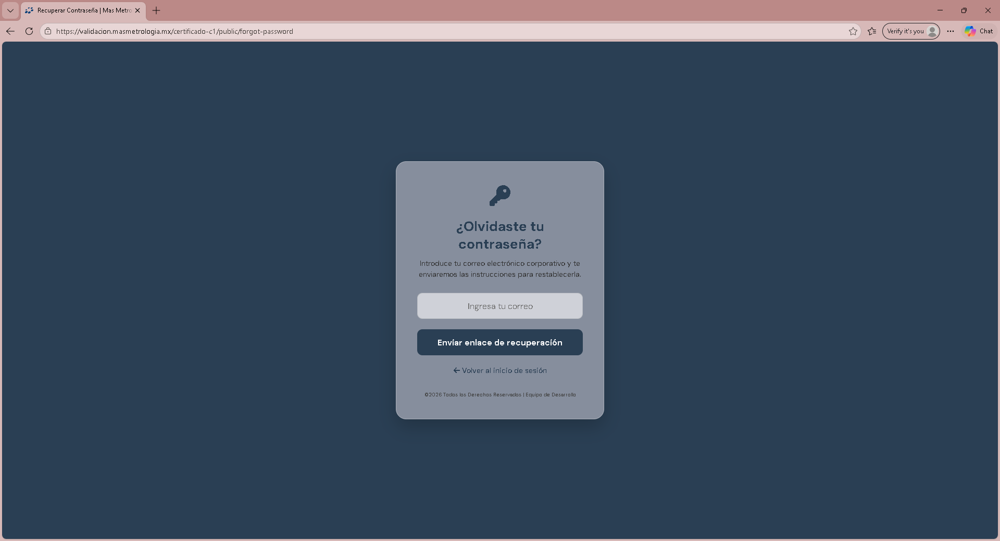 Recuperar Contraseña | Mas Metro
https://validacion.masmetrologia.mx/certificado-c1/public/forgot-password
Verify it's you
Chat
¿Olvidaste tu
contraseña?
Introduce tu correo electrónico corporativo y te
enviaremos las instrucciones para restablecerla.
Ingresa tu correo
Enviar enlace de recuperación
← Volver al inicio de sesión
©2026 Todos los Derechos Reservados | Equipo de Desarrollo